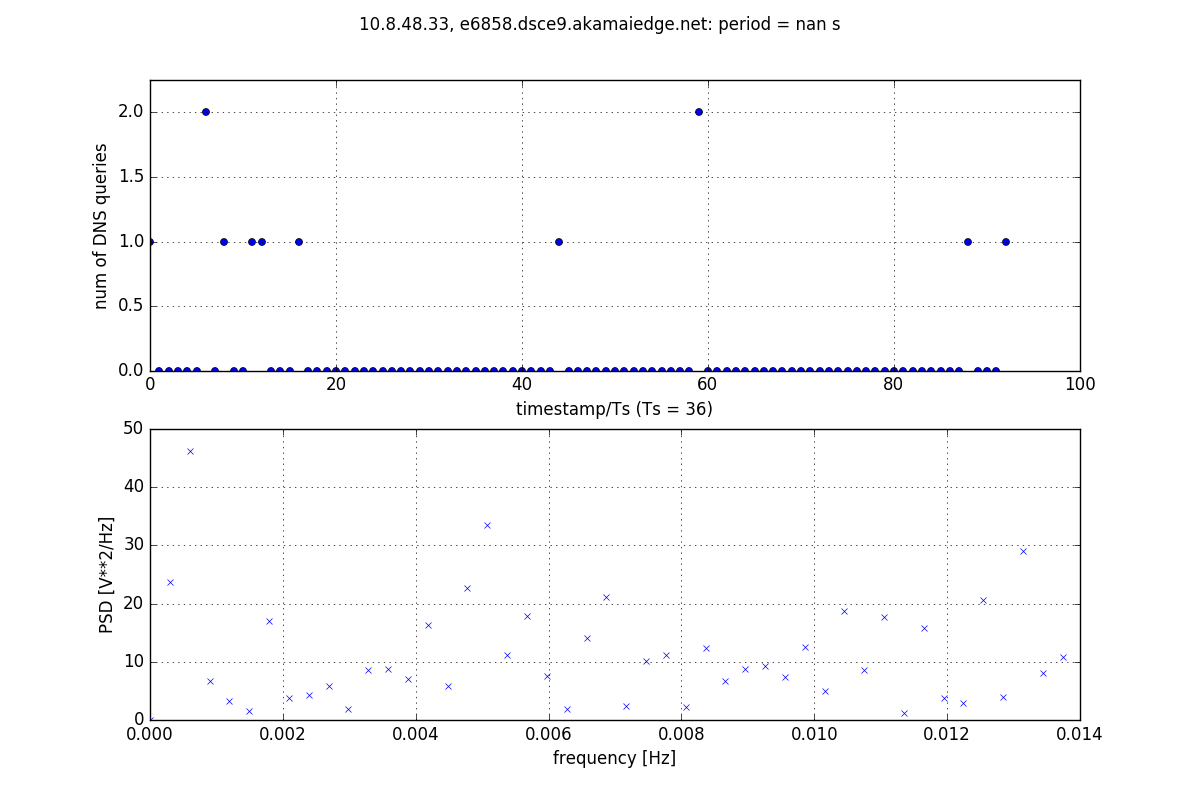 10.8.48.33, e6858.dsce9.akamaiedge.net: period = nan s
num of DNS queries
2.0
1.5
1.0
0.5
0.0
0 20 40 60 80 100
timestamp/Ts (Ts = 36)
PSD [V**2/Hz]
50
40
30
20
10
0
0.000 0.002 0.004 0.006 0.008 0.010 0.012 0.014
frequency [Hz]